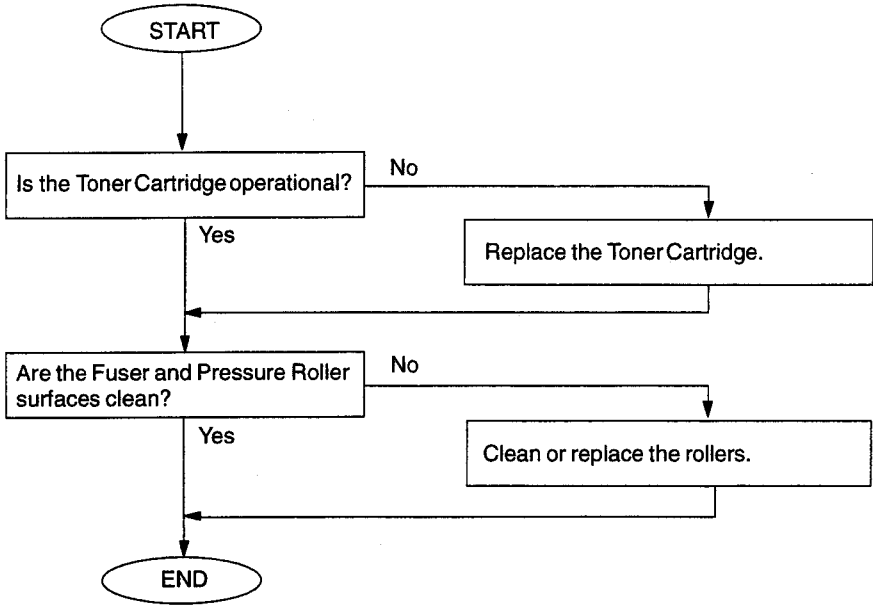 START
Is the Toner Cartridge operational?
No
Yes
Replace the Toner Cartridge.
Are the Fuser and Pressure Roller
surfaces clean?
No
Yes
Clean or replace the rollers.
END